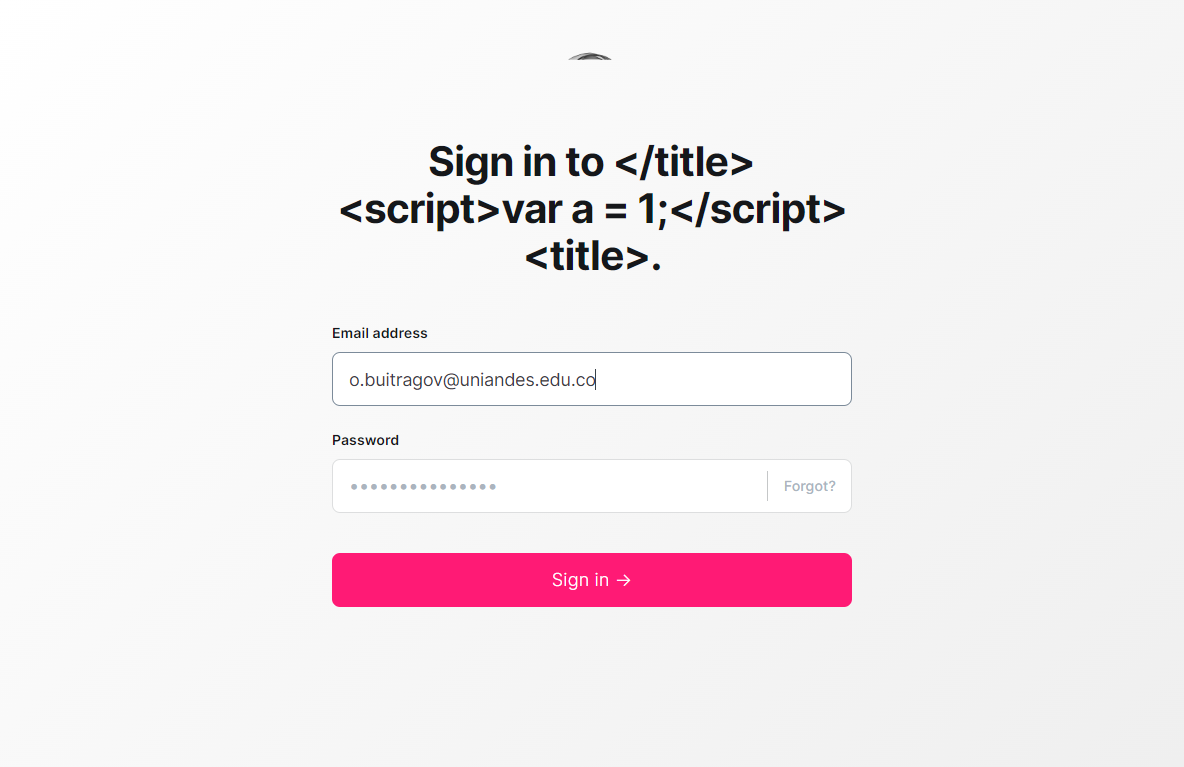 Sign in to </title>
<script>var a = 1;</script>
<title>.
Email address
o.buitragov@uniandes.edu.co
Password
•••••••••••••••
Forgot?
Sign in →